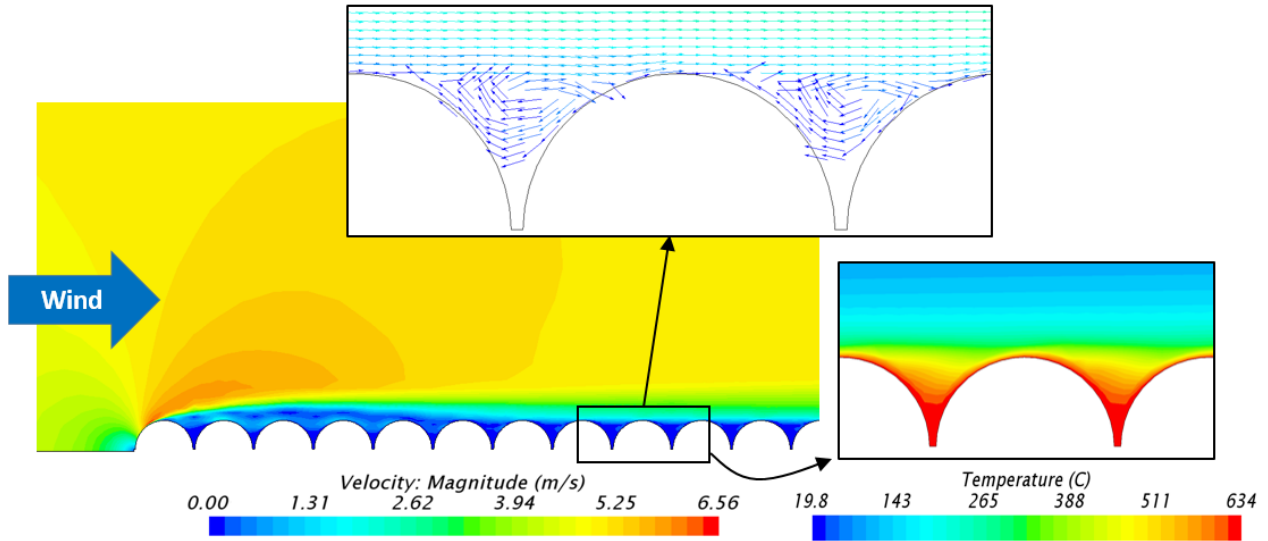 Wind
Velocity: Magnitude (m/s)
0.00 1.31 2.62 3.94 5.25 6.56
Temperature (C)
19.8 143 265 388 511 634